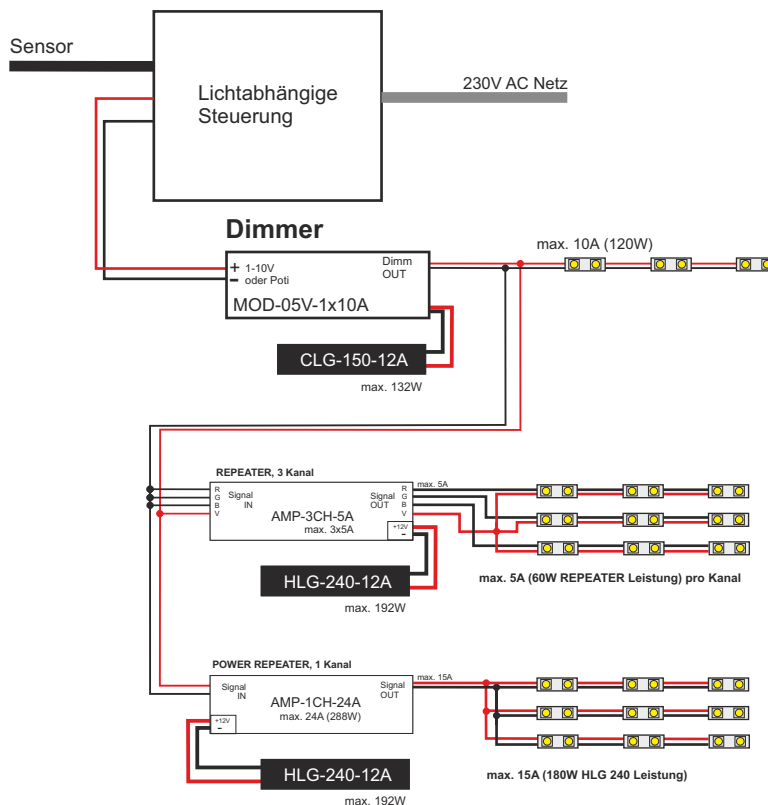 Sensor
230V AC Netz
Lichtabhängige
Steuerung
Dimmer
max. 10A (120W)
+ 1-10V
- oder Poti
Dimm
OUT
MOD-05V-1x10A
CLG-150-12A
max. 132W
REPEATER, 3 Kanal
max. 5A
R
G
B
V
Signal
IN
Signal
OUT
R
G
B
V
AMP-3CH-5A
max. 3x5A
+12V
-
HLG-240-12A
max. 192W
max. 5A (60W REPEATER Leistung) pro Kanal
POWER REPEATER, 1 Kanal
max. 15A
Signal
IN
Signal
OUT
AMP-1CH-24A
max. 24A (288W)
+12V
-
HLG-240-12A
max. 192W
max. 15A (180W HLG 240 Leistung)